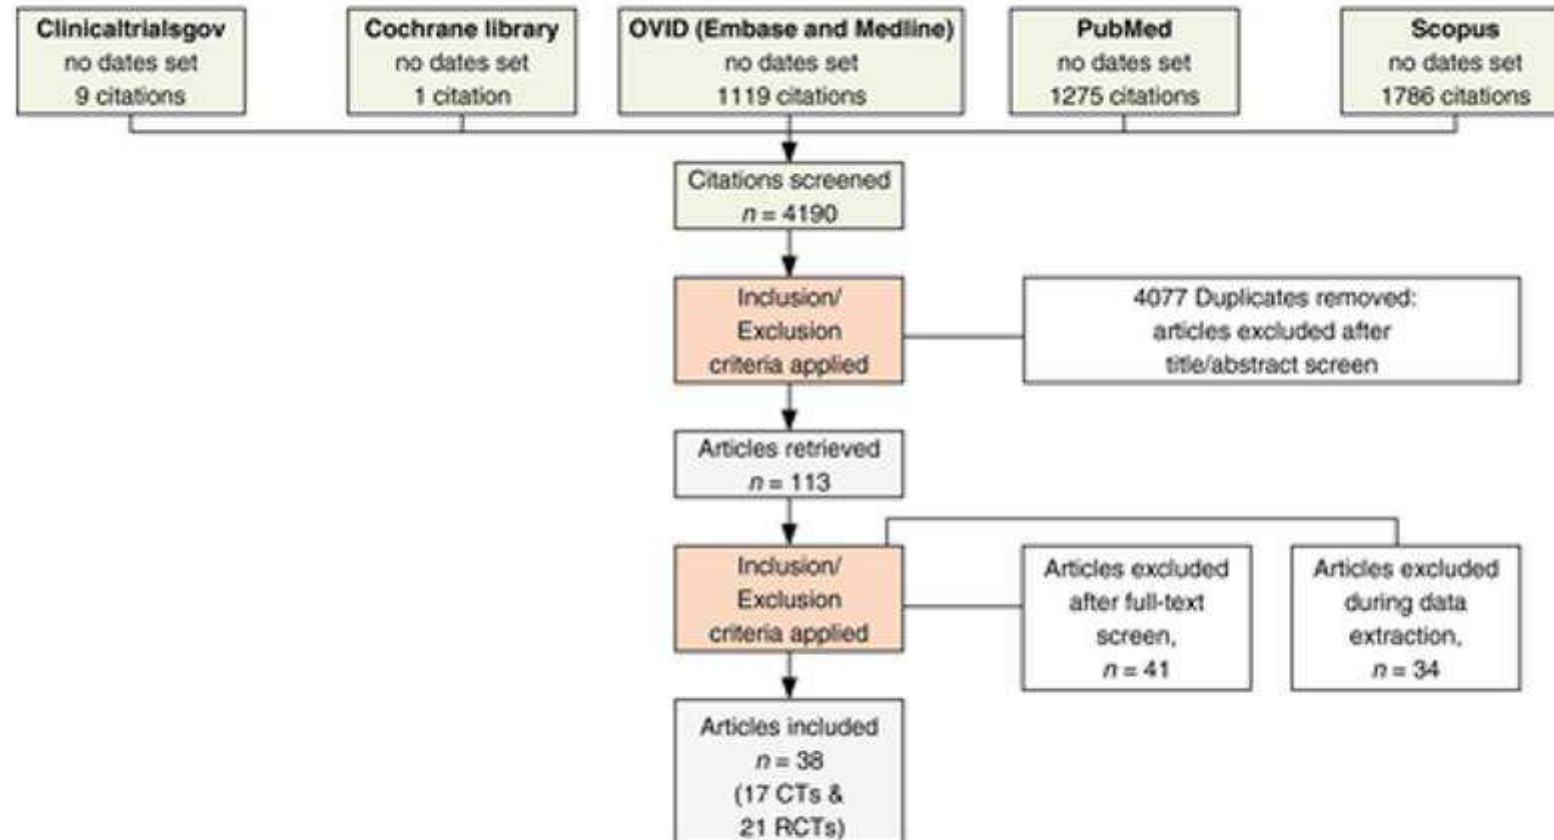 Clinicaltrialsgov
no dates set
9 citations
Cochrane library
no dates set
1 citation
OVID (Embase and Medline)
no dates set
1119 citations
PubMed
no dates set
1275 citations
Scopus
no dates set
1786 citations
Citations screened
n = 4190
Inclusion/
Exclusion
criteria applied
4077 Duplicates removed:
articles excluded after
title/abstract screen
Articles retrieved
n = 113
Inclusion/
Exclusion
criteria applied
Articles excluded
after full-text
screen,
n = 41
Articles excluded
during data
extraction,
n = 34
Articles included
n = 38
(17 CTs &
21 RCTs)